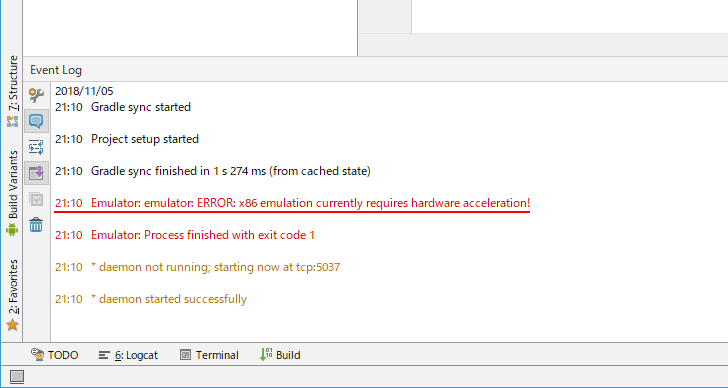 Event Log
7: Structure
Build Variants
2: Favorites
2018/11/05
21:10 Gradle sync started
21:10 Project setup started
21:10 Gradle sync finished in 1 s 274 ms (from cached state)
21:10 Emulator: emulator: ERROR: x86 emulation currently requires hardware acceleration!
21:10 Emulator: Process finished with exit code 1
21:10 * daemon not running; starting now at tcp:5037
21:10 * daemon started successfully
TODO 6: Logcat Terminal Build